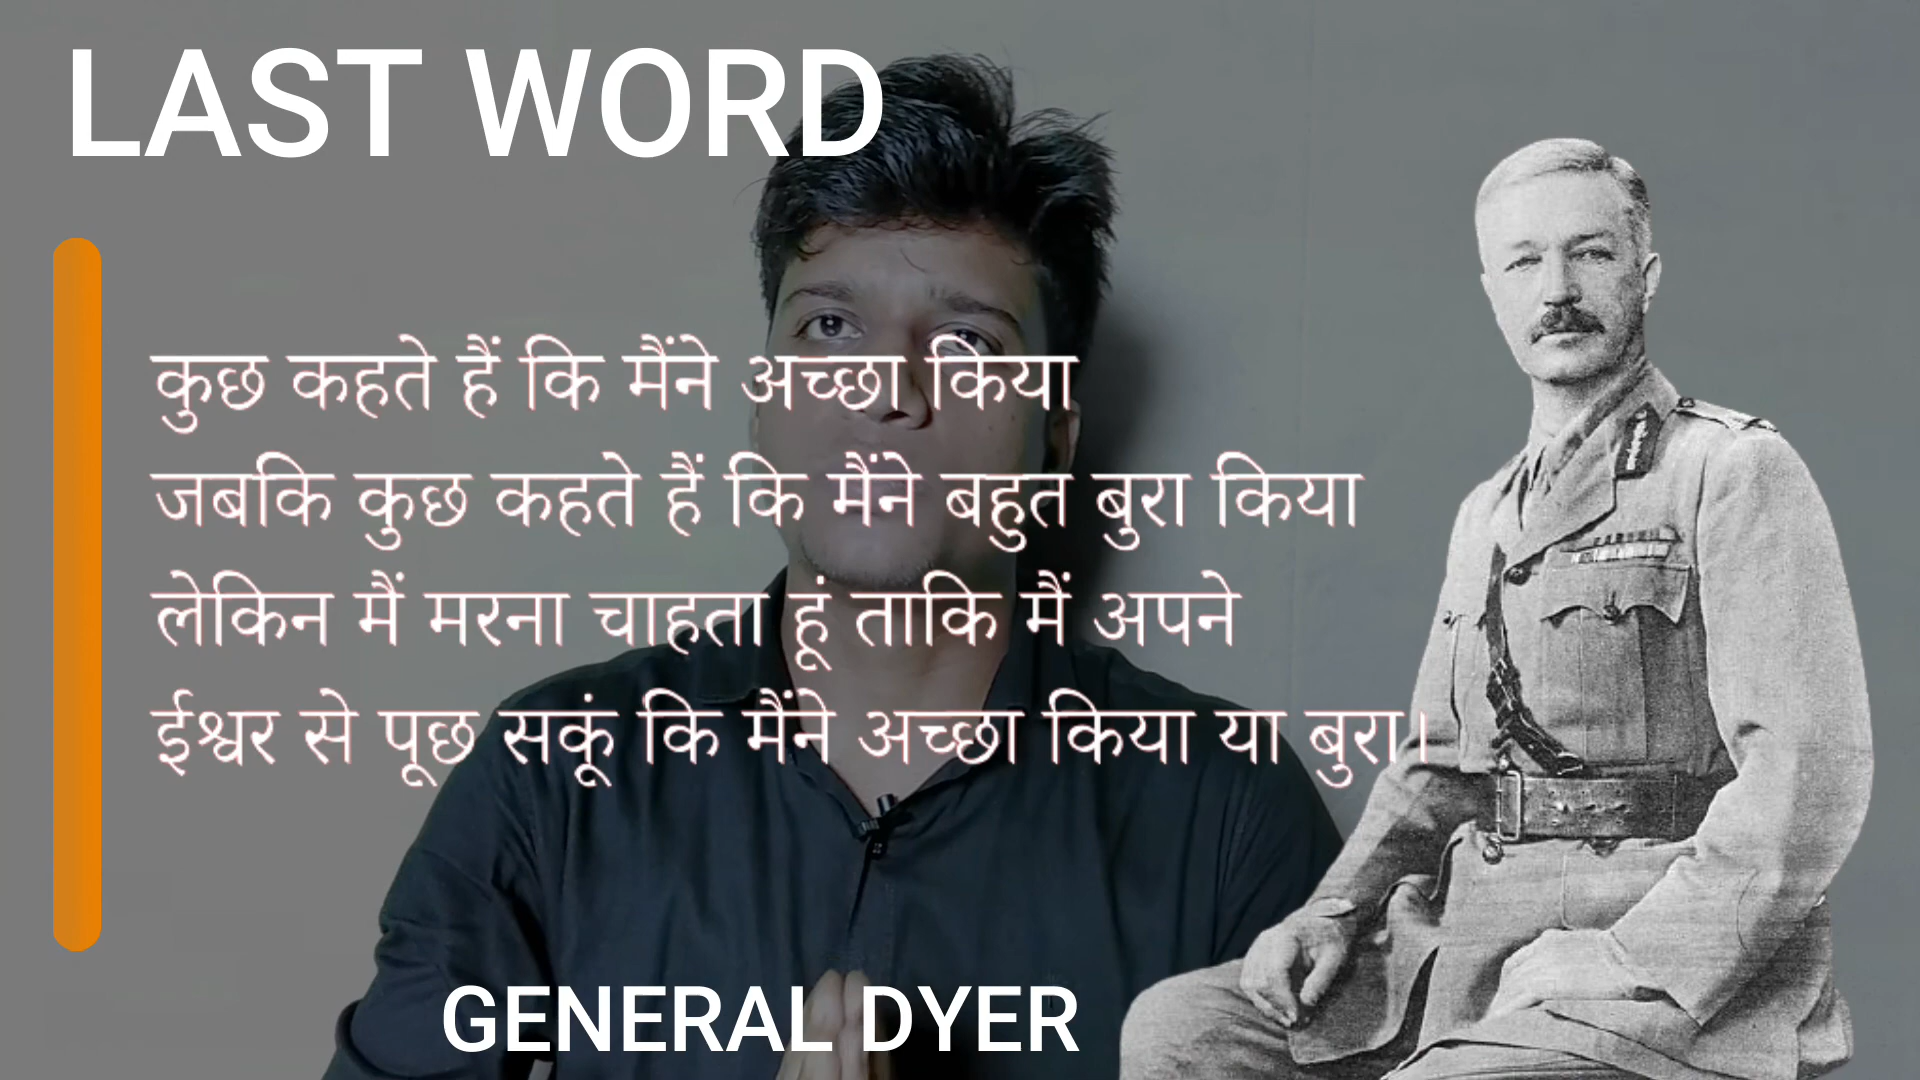 LAST WORD
कुछ कहते हैं कि मैंने अच्छा किया
जबकि कुछ कहते हैं कि मैंने बहुत बुरा किया
लेकिन मैं मरना चाहता हूं ताकि मैं अपने
ईश्वर से पूछ सकूं कि मैंने अच्छा किया या बुरा।
GENERAL DYER